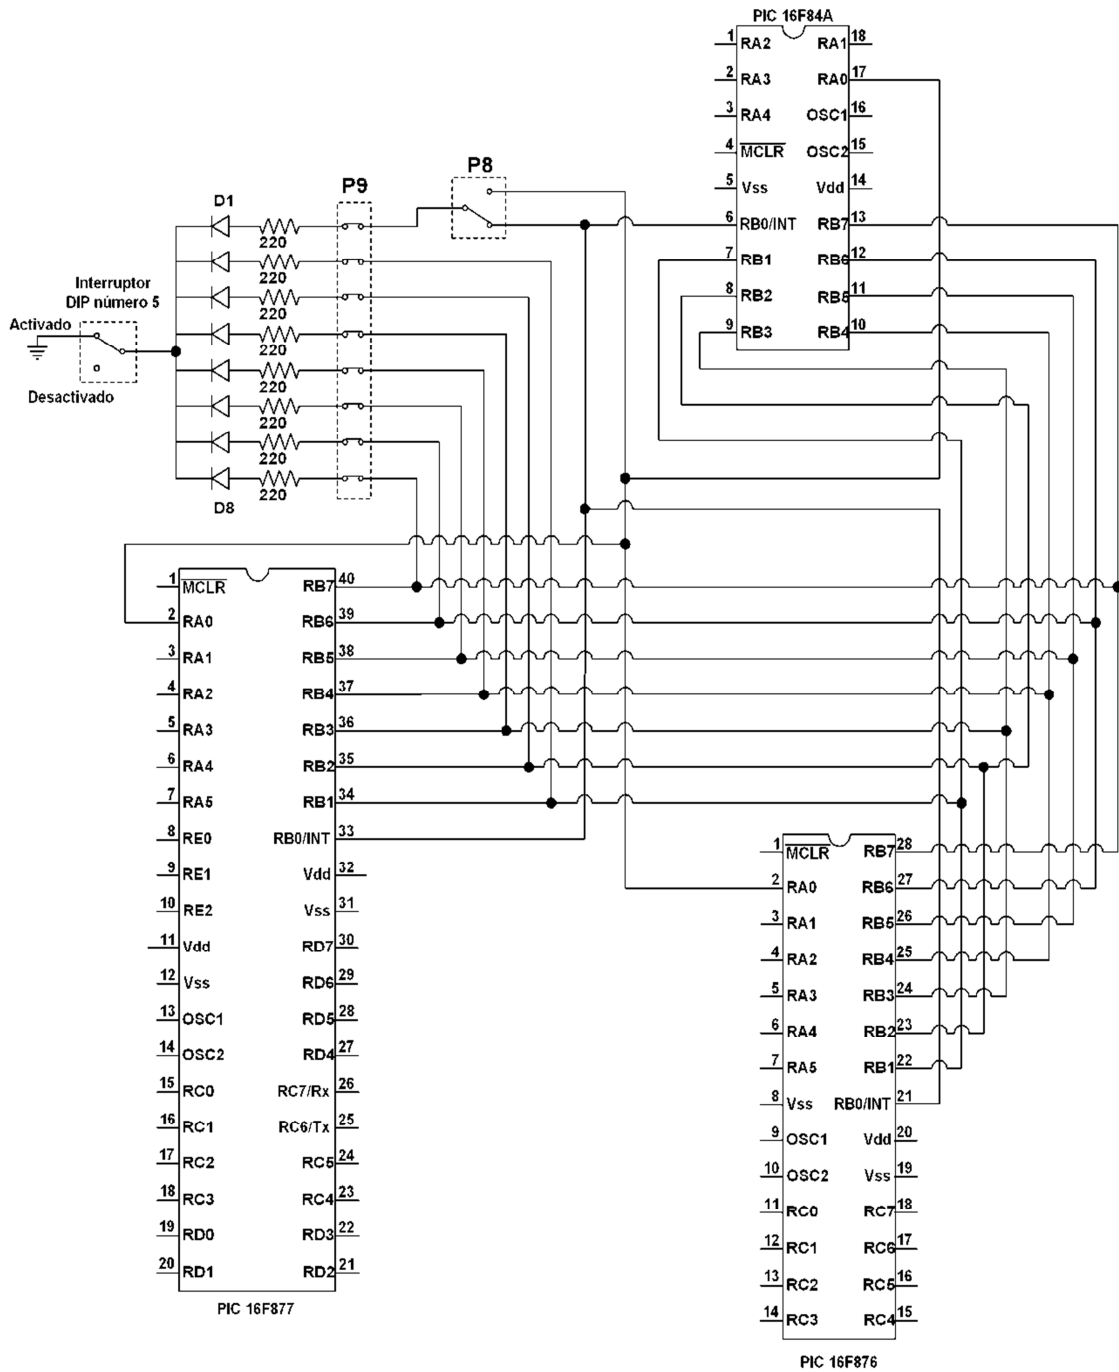 PIC 16F84A
1 RA2 RA1 18
2 RA3 RA0 17
3 RA4 OSC1 16
4 MCLR OSC2 15
5 Vss Vdd 14
6 RB0/INT RB7 13
7 RB1 RB6 12
8 RB2 RB5 11
9 RB3 RB4 10
P8
P9
D1
220
220
220
220
220
220
220
220
D8
Interruptor
DIP número 5
Activado
Desactivado
1 MCLR RB7 40
2 RA0 RB6 39
3 RA1 RB5 38
4 RA2 RB4 37
5 RA3 RB3 36
6 RA4 RB2 35
7 RA5 RB1 34
8 RE0 RB0/INT 33
9 RE1 Vdd 32
10 RE2 Vss 31
11 Vdd RD7 30
12 Vss RD6 29
13 OSC1 RD5 28
14 OSC2 RD4 27
15 RC0 RC7/Rx 26
16 RC1 RC6/Tx 25
17 RC2 RC5 24
18 RC3 RC4 23
19 RD0 RD3 22
20 RD1 RD2 21
PIC 16F877
1 MCLR RB7 28
2 RA0 RB6 27
3 RA1 RB5 26
4 RA2 RB4 25
5 RA3 RB3 24
6 RA4 RB2 23
7 RA5 RB1 22
8 Vss RB0/INT 21
9 OSC1 Vdd 20
10 OSC2 Vss 19
11 RC0 RC7 18
12 RC1 RC6 17
13 RC2 RC5 16
14 RC3 RC4 15
PIC 16F876